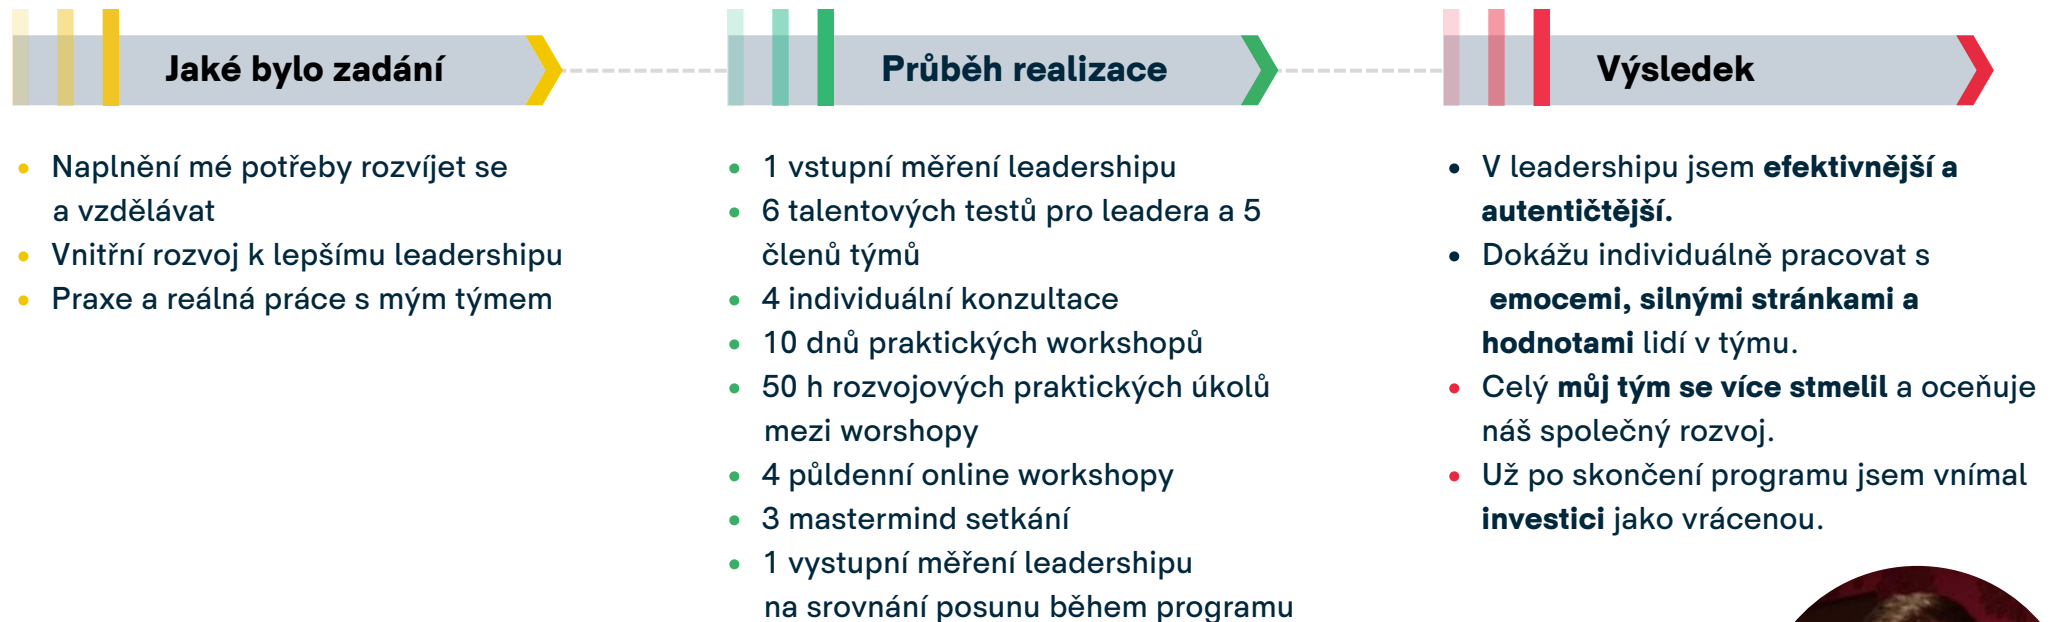 Jaké bylo zadání
Naplnění mé potřeby rozvíjet se
a vzdělávat
Vnitřní rozvoj k lepšímu leadershipu
Praxe a reálná práce s mým týmem
Průběh realizace
1 vstupní měření leadershipu
6 talentových testů pro leadera a 5
členů týmů
4 individuální konzultace
10 dnů praktických workshopů
50 h rozvojových praktických úkolů
mezi worshopy
4 půldenní online workshopy
3 mastermind setkání
1 vystupní měření leadershipu
na srovnání posunu během programu
Výsledek
V leadershipu jsem efektivnější a
autentičtější.
Dokážu individuálně pracovat s
emocemi, silnými stránkami a
hodnotami lidí v týmu.
Celý můj tým se více stmelil a oceňuje
náš společný rozvoj.
Už po skončení programu jsem vnímal
investici jako vrácenou.